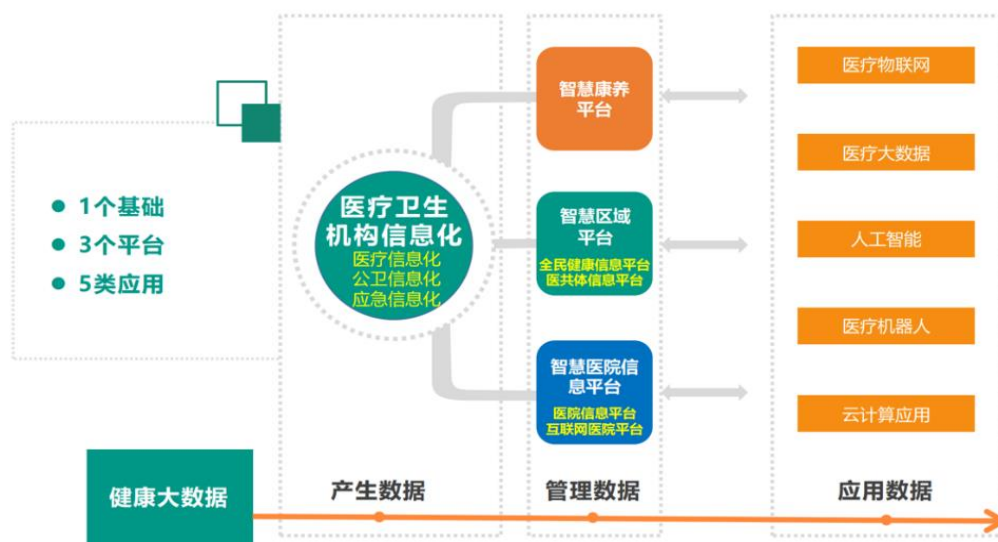 1个基础
3个平台
5类应用
医疗卫生
机构信息化
医疗信息化
公卫信息化
应急信息化
智慧康养
平台
智慧区域
平台
全民健康信息平台
医共体信息平台
智慧医院信
息平台
医院信息平台
互联网医院平台
医疗物联网
医疗大数据
人工智能
医疗机器人
云计算应用
健康大数据
产生数据
管理数据
应用数据